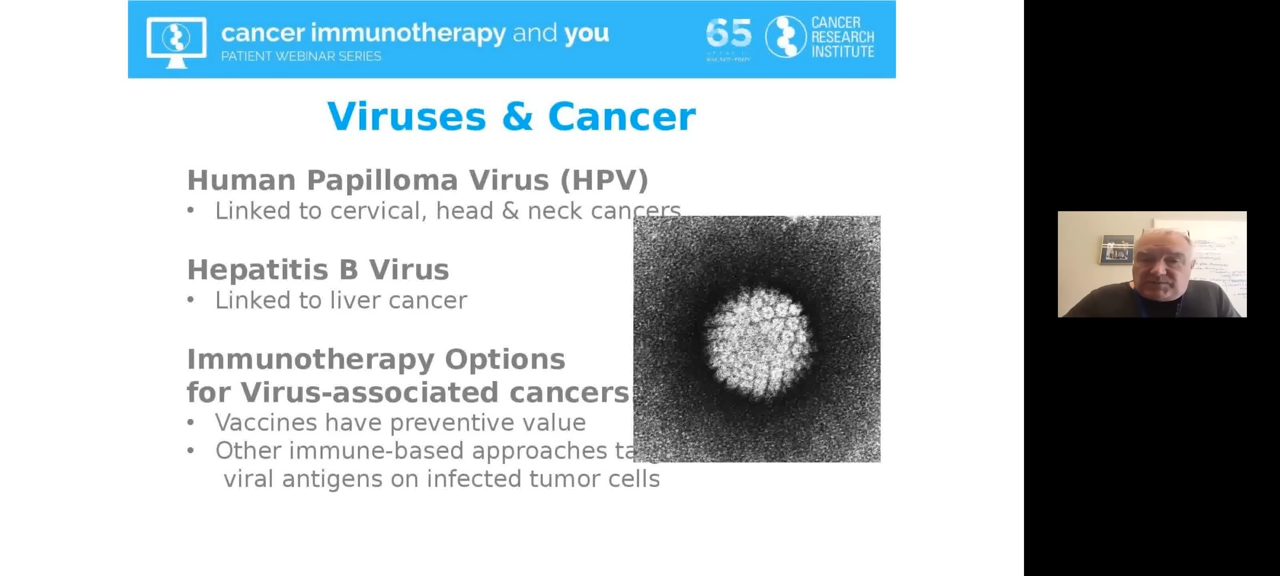 cancer immunotherapy and you
PATIENT WEBINAR SERIES
65
CANCER
RESEARCH
INSTITUTE
Viruses & Cancer
Human Papilloma Virus (HPV)
• Linked to cervical, head & neck cancers
Hepatitis B Virus
• Linked to liver cancer
Immunotherapy Options
for Virus-associated cancers
• Vaccines have preventive value
• Other immune-based approaches
viral antigens on infected tumor cells